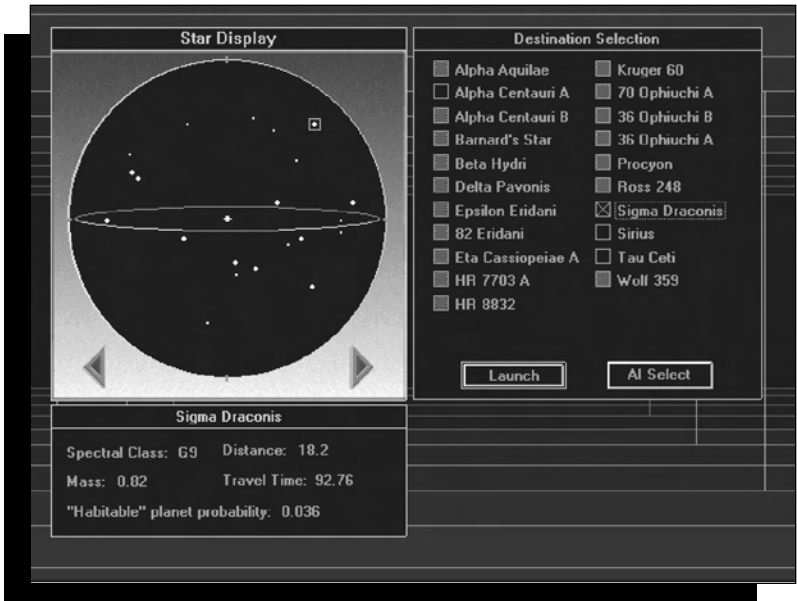 Star Display
Sigma Draconis
Spectral Class: G9 Distance: 18.2
Mass: 0.82 Travel Time: 92.76
"Habitable" planet probability: 0.036
Destination Selection
Alpha Aquilae
Alpha Centauri A
Alpha Centauri B
Barnard's Star
Beta Hydri
Delta Pavonis
Epsilon Eridani
82 Eridani
Eta Cassiopeiae A
HR 7703 A
HR 8832
Kruger 60
70 Ophiuchi A
36 Ophiuchi B
36 Ophiuchi A
Procyon
Ross 248
Sigma Draconis
Sirius
Tau Ceti
Wolf 359
Launch
AI Select